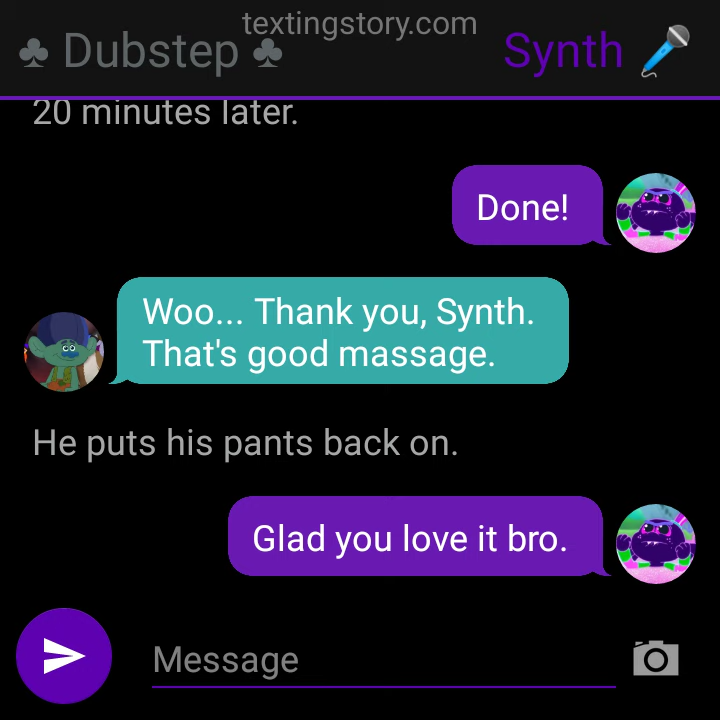 textingstory.com
♣ Dubstep ♣
Synth 🎤
20 minutes later.
Done!
Woo... Thank you, Synth.
That's good massage.
He puts his pants back on.
Glad you love it bro.
Message